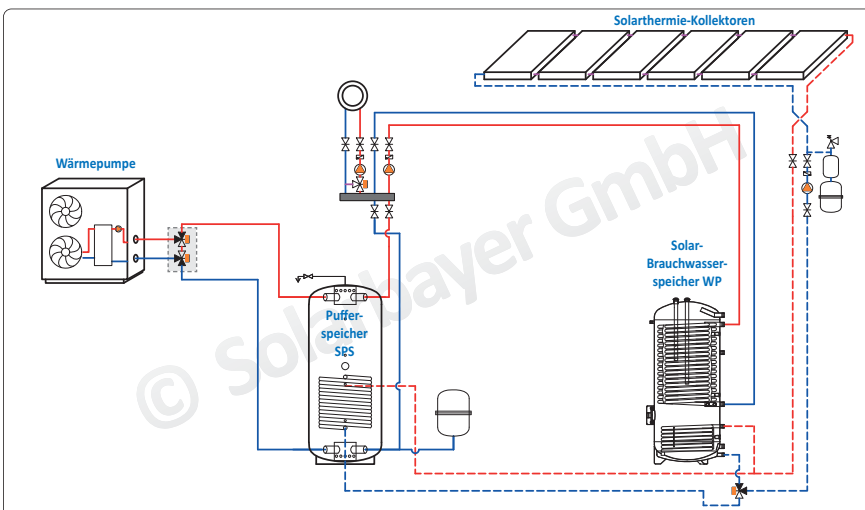 Solarthermie-Kollektoren
Wärmepumpe
Solar-
Brauchwasser-
speicher WP
Puffer-
speicher
SPS
© Solarbayer GmbH